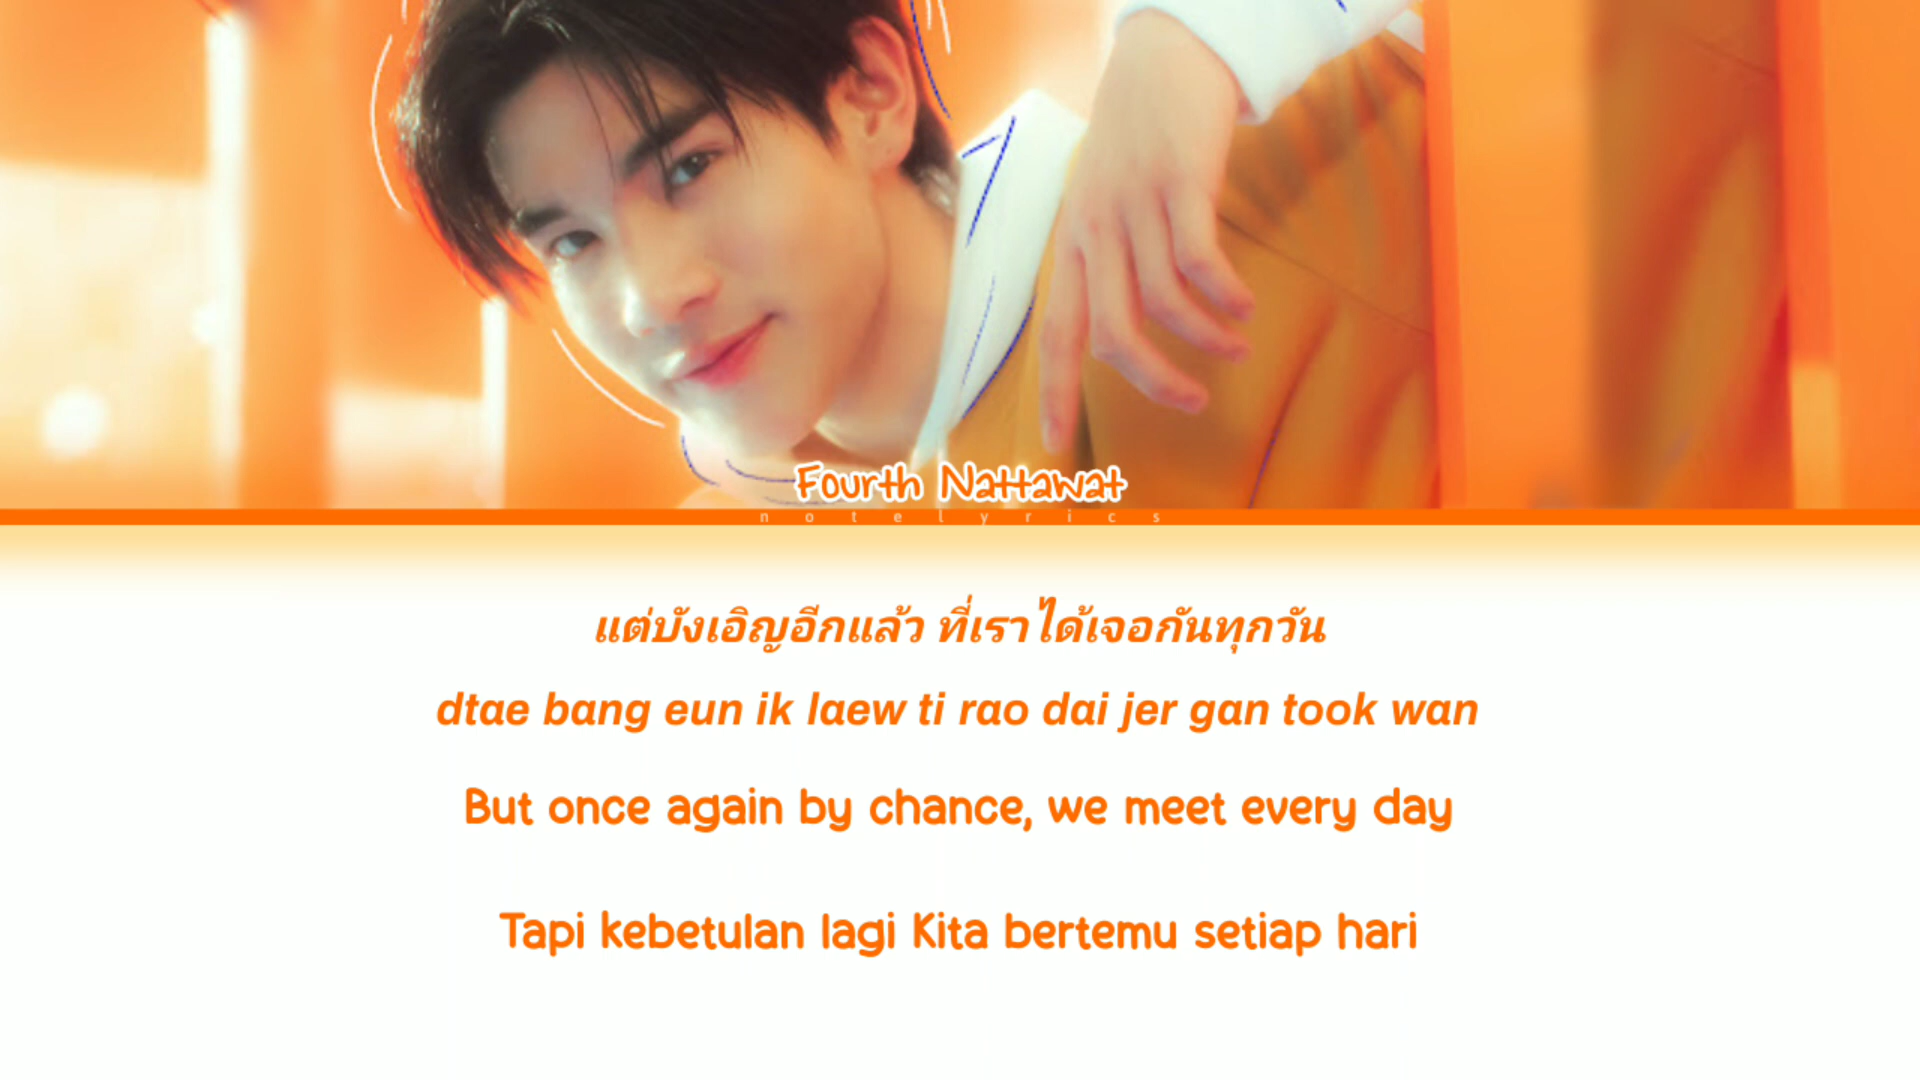 Fourth Nattawat
notelyrics
แต่บังเอิญอีกแล้ว ที่เราได้เจอกันทุกวัน
dtae bang eun ik laew ti rao dai jer gan took wan
But once again by chance, we meet every day
Tapi kebetulan lagi Kita bertemu setiap hari